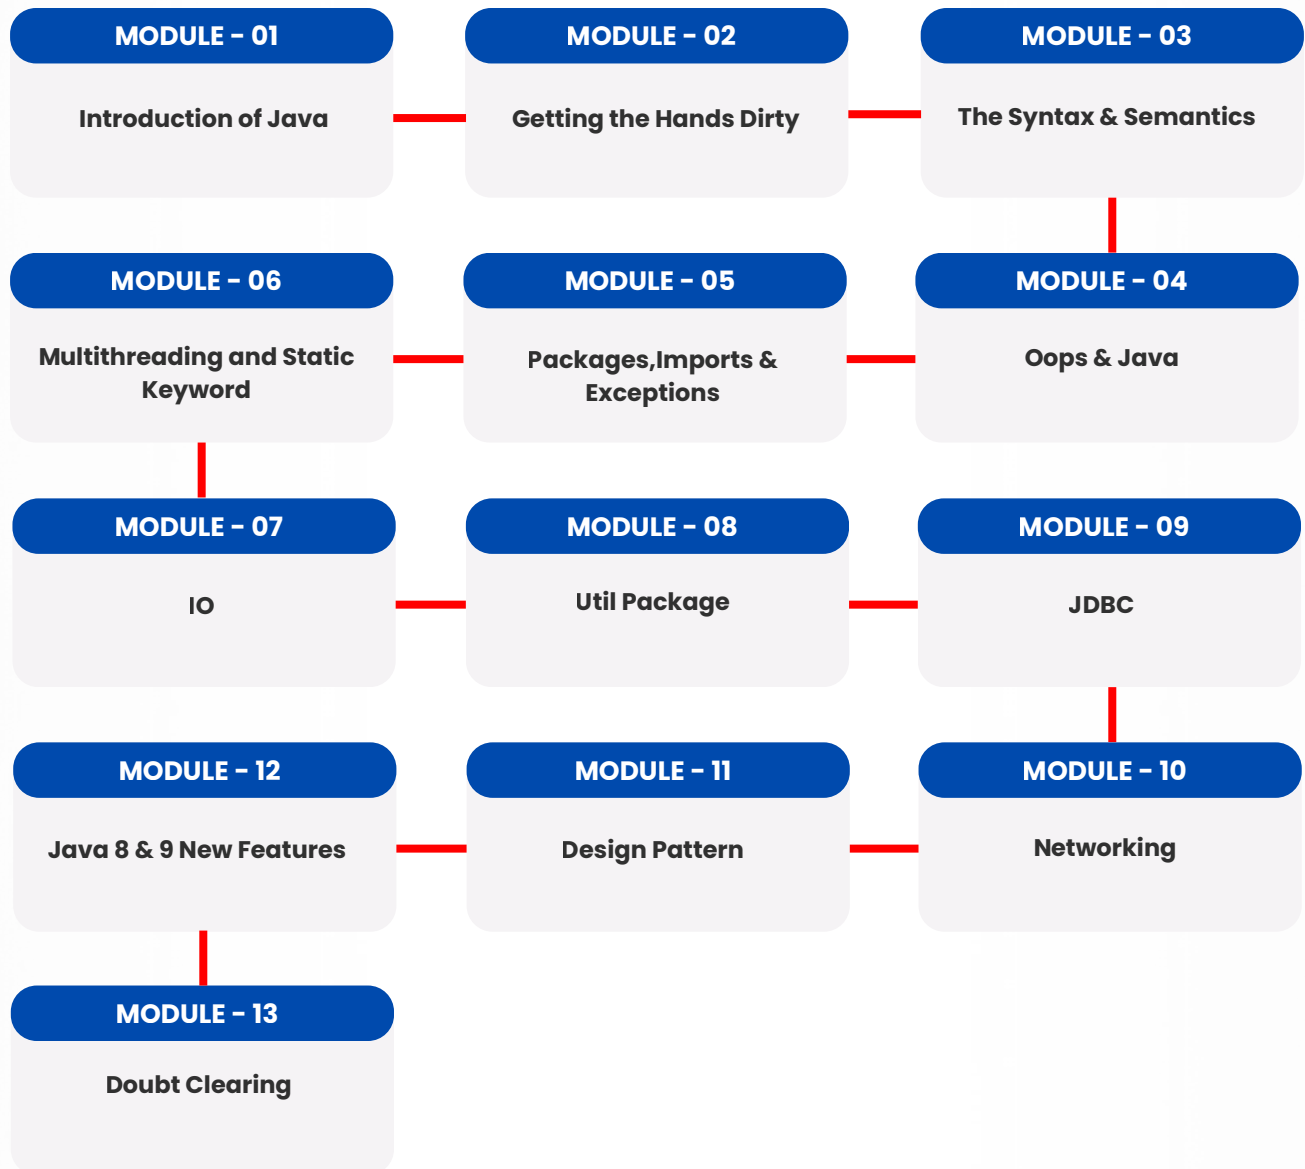 MODULE - 01
Introduction of Java
MODULE - 02
Getting the Hands Dirty
MODULE - 03
The Syntax & Semantics
MODULE - 04
Oops & Java
MODULE - 05
Packages,Imports &
Exceptions
MODULE - 06
Multithreading and Static
Keyword
MODULE - 07
IO
MODULE - 08
Util Package
MODULE - 09
JDBC
MODULE - 10
Networking
MODULE - 11
Design Pattern
MODULE - 12
Java 8 & 9 New Features
MODULE - 13
Doubt Clearing